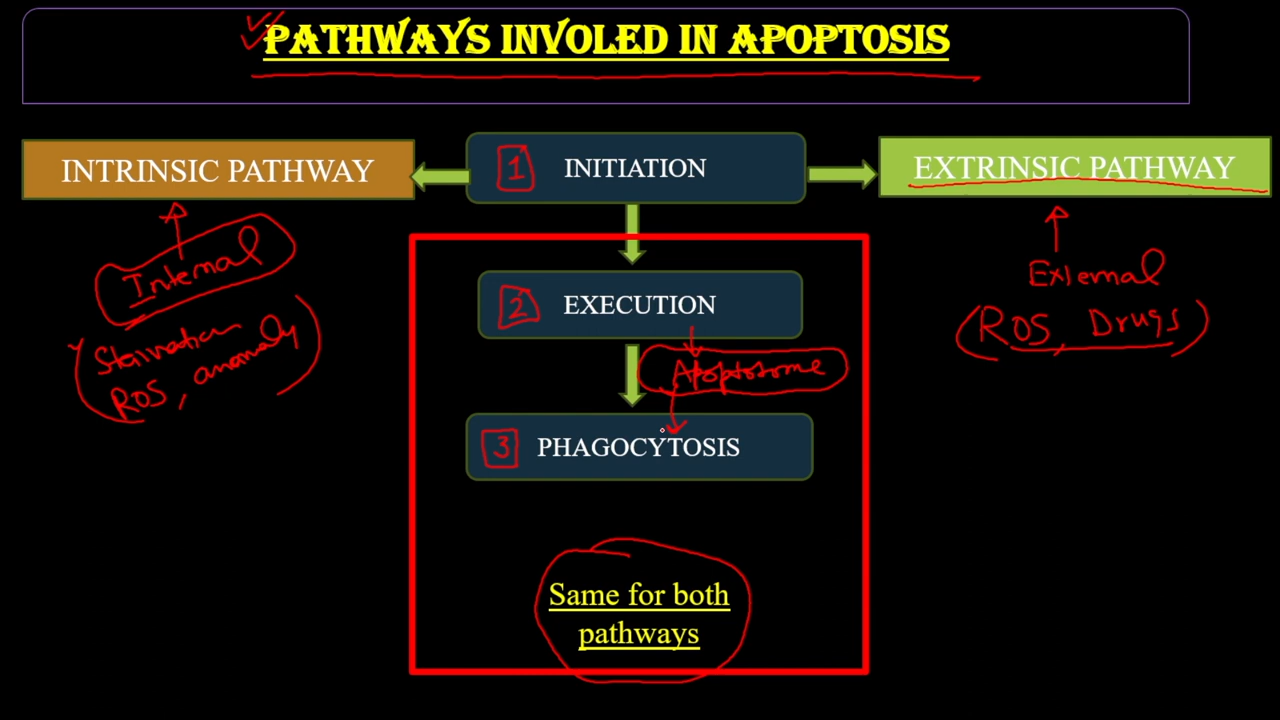 PATHWAYS INVOLED IN APOPTOSIS
INTRINSIC PATHWAY
1 INITIATION
EXTRINSIC PATHWAY
Internal
Starvation
ROS, anomaly
External
(ROS, Drugs)
2 EXECUTION
Apoptosome
3 PHAGOCYTOSIS
Same for both
pathways